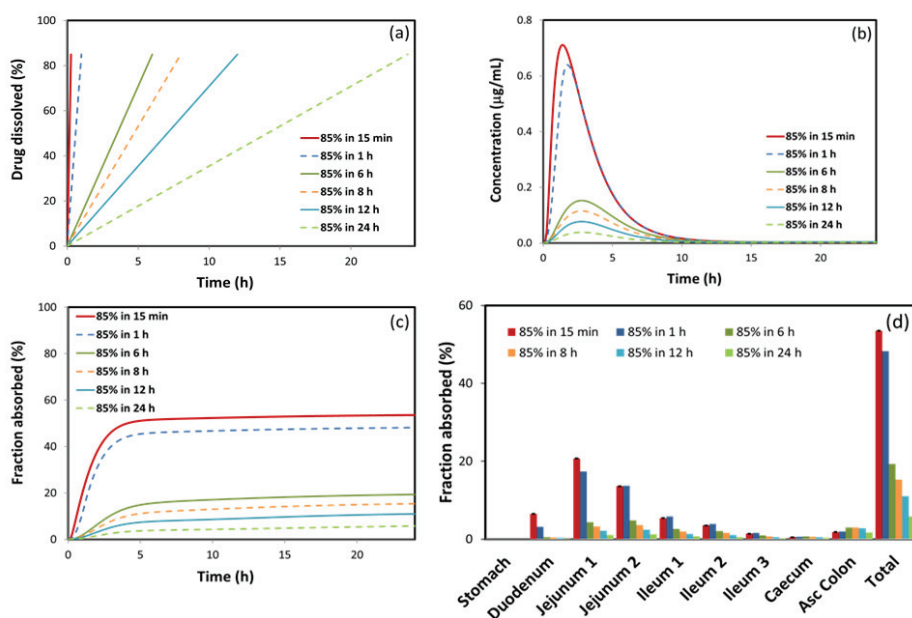 (a)
Drug dissolved (%)
100
80
60
40
20
0
85% in 15 min
85% in 1 h
85% in 6 h
85% in 8 h
85% in 12 h
85% in 24 h
0 5 10 15 20
Time (h)
(b)
Concentration (µg/mL)
0.8
0.6
0.4
0.2
0.0
85% in 15 min
85% in 1 h
85% in 6 h
85% in 8 h
85% in 12 h
85% in 24 h
0 5 10 15 20
Time (h)
(c)
Fraction absorbed (%)
100
80
60
40
20
0
85% in 15 min
85% in 1 h
85% in 6 h
85% in 8 h
85% in 12 h
85% in 24 h
0 5 10 15 20
Time (h)
(d)
Fraction absorbed (%)
60
40
20
0
85% in 15 min 85% in 1 h 85% in 6 h
85% in 8 h 85% in 12 h 85% in 24 h
Stomach
Duodenum
Jejunum 1
Jejunum 2
Ileum 1
Ileum 2
Ileum 3
Caecum
Asc Colon
Total